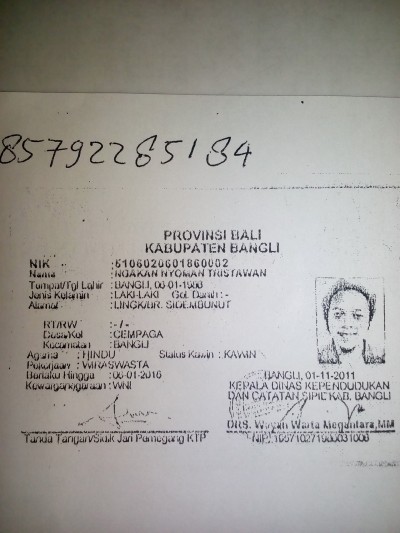 85792285184
PROVINSI BALI
KABUPATEN BANGLI
NIK : 5106020601860002
Nama : NGAKAN NYOMAN TRISTAWAN
Tempat/Tgl Lahir : BANGLI, 06-01-1986
Jenis Kelamin : LAKI-LAKI Gol. Darah : -
Alamat : LINGK/BR. SIDEMBUNUT
RT/RW : - / -
Desa/Kel : CEMPAGA
Kecamatan : BANGLI
Agama : HINDU Status Kawin : KAWIN
Pekerjaan : WIRASWASTA
Berlaku Hingga : 06-01-2016
Kewarganegaraan : WNI
BANGLI, 01-11-2011
KEPALA DINAS KEPENDUDUKAN
DAN CATATAN SIPIL KAB. BANGLI
Tanda Tangan/Sidik Jari Pemegang KTP
DRS. Wayan Warta Megantara, MM
NIP.